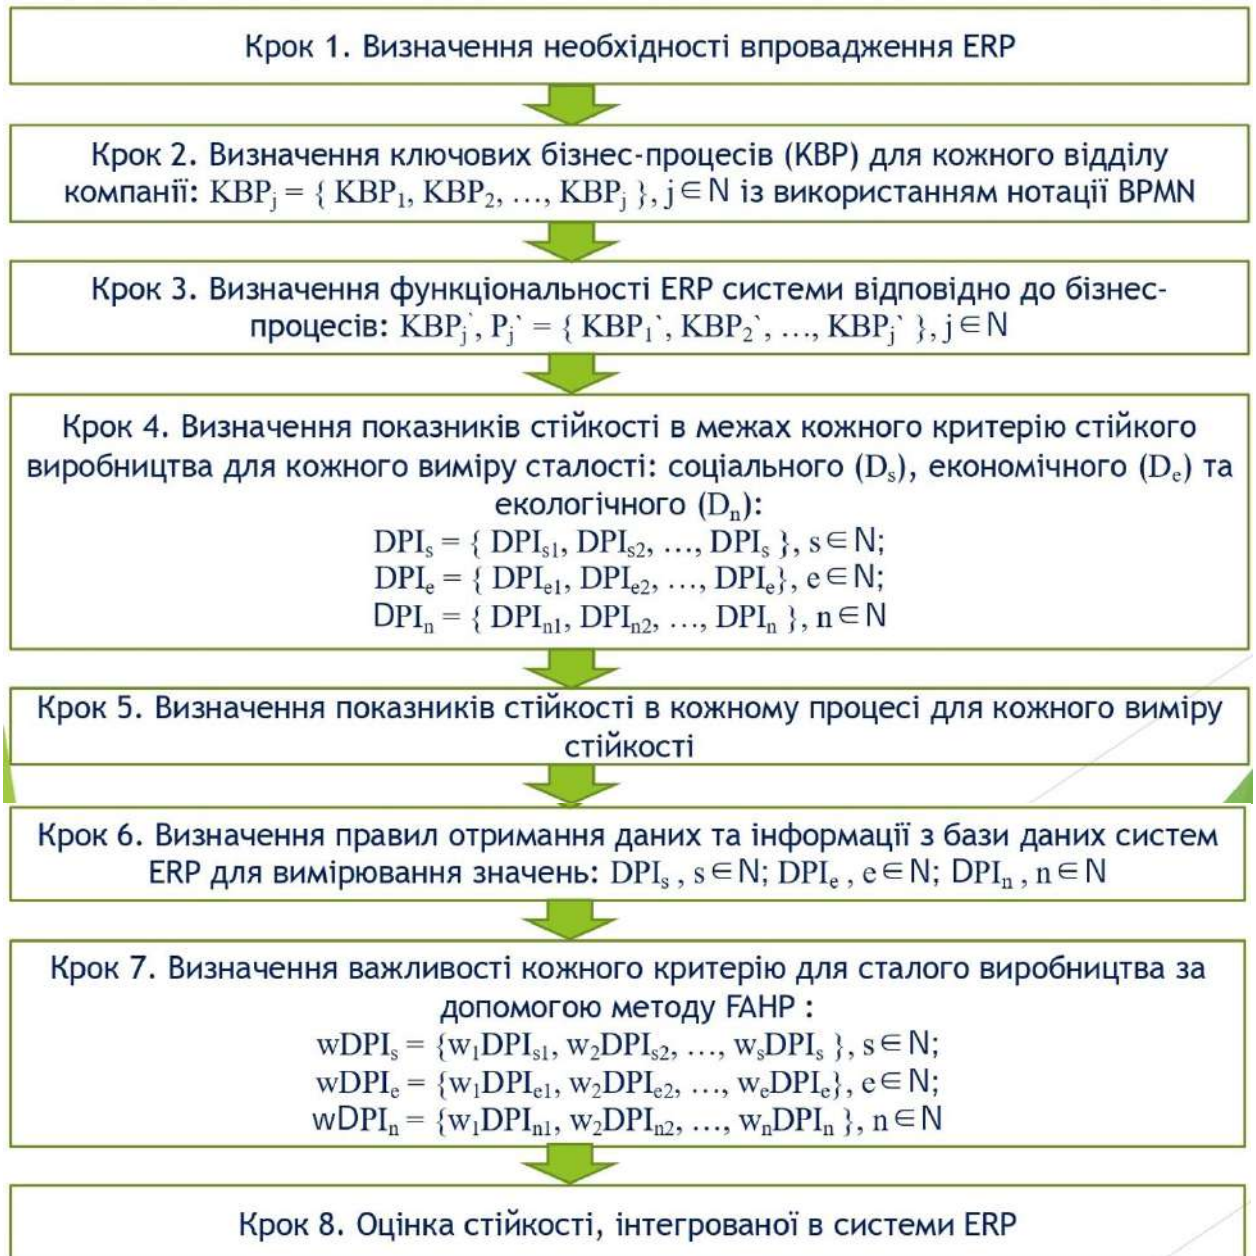 Крок 1. Визначення необхідності впровадження ERP
Крок 2. Визначення ключових бізнес-процесів (KBP) для кожного відділу
компанії: KBPj = { KBP1, KBP2, …, KBPj }, j∈N із використанням нотації BPMN
Крок 3. Визначення функціональності ERP системи відповідно до бізнес-
процесів: KBPj`, Pj` = { KBP1`, KBP2`, …, KBPj` }, j∈N
Крок 4. Визначення показників стійкості в межах кожного критерію стійкого
виробництва для кожного виміру сталості: соціального (Ds), економічного (De) та
екологічного (Dn):
DPIs = { DPIs1, DPIs2, …, DPIs }, s∈N;
DPIe = { DPIe1, DPIe2, …, DPIe}, e∈N;
DPIn = { DPIn1, DPIn2, …, DPIn }, n∈N
Крок 5. Визначення показників стійкості в кожному процесі для кожного виміру
стійкості
Крок 6. Визначення правил отримання даних та інформації з бази даних систем
ERP для вимірювання значень: DPIs , s∈N; DPIe , e∈N; DPIn , n∈N
Крок 7. Визначення важливості кожного критерію для сталого виробництва за
допомогою методу FAHP :
wDPIs = {w1DPIs1, w2DPIs2, …, wsDPIs }, s∈N;
wDPIe = {w1DPIe1, w2DPIe2, …, weDPIe}, e∈N;
wDPIn = {w1DPIn1, w2DPIn2, …, wnDPIn }, n∈N
Крок 8. Оцінка стійкості, інтегрованої в системи ERP